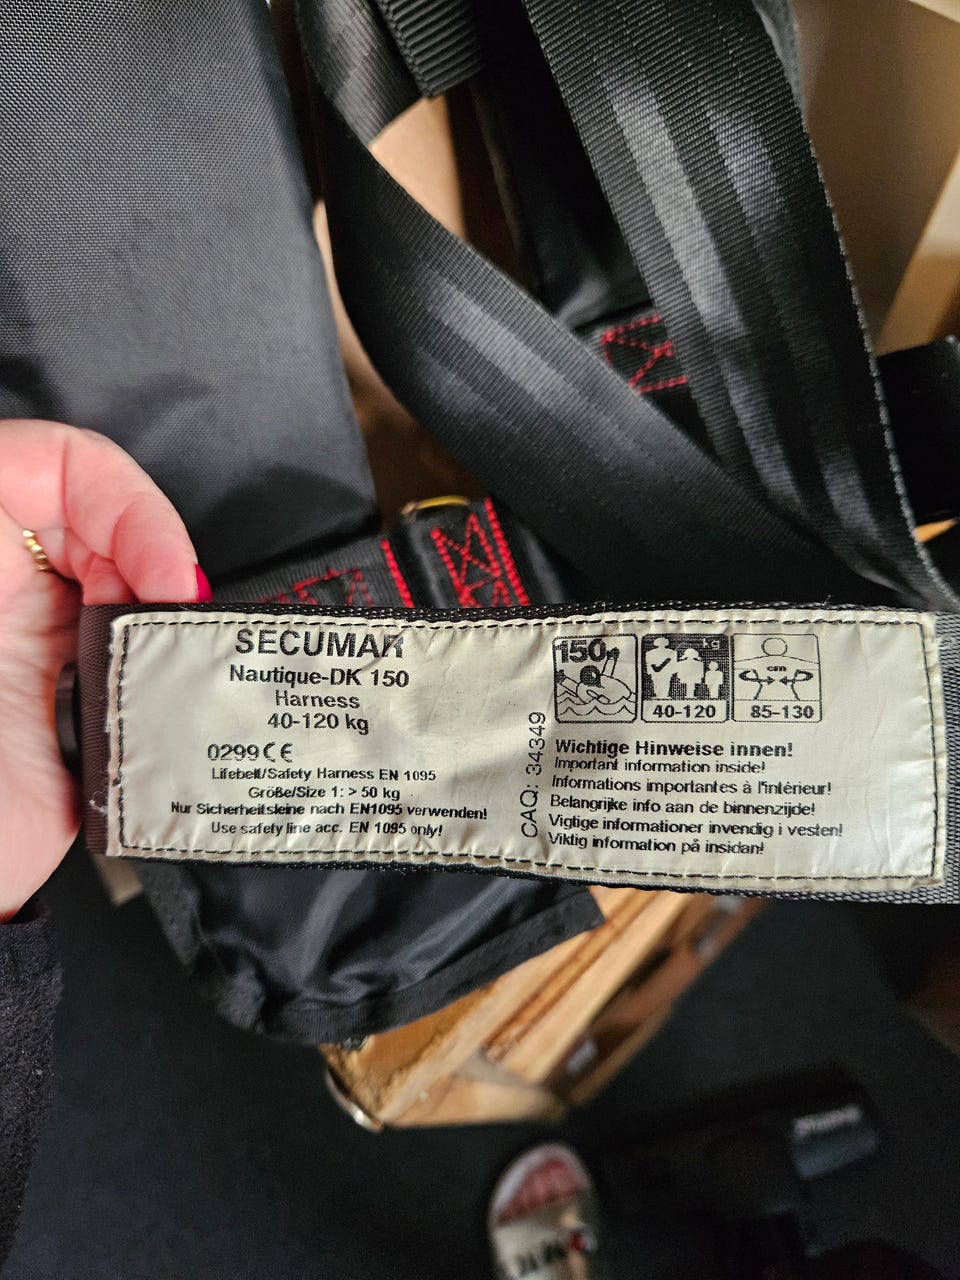 SECUMAR
Nautique-DK 150
Harness
40-120 kg
0299 CE
Lifebelt/Safety Harness EN 1095
Größe/Size 1: > 50 kg
Nur Sicherheitsleine nach EN1095 verwenden!
Use safety line acc. EN 1095 only!
CAQ: 34349
150
kg
40-120
cm
85-130
Wichtige Hinweise innen!
Important information inside!
Informations importantes à l'intérieur!
Belangrijke info aan de binnenzijde!
Vigtige informationer invendig i vesten!
Viktig information på insidan!